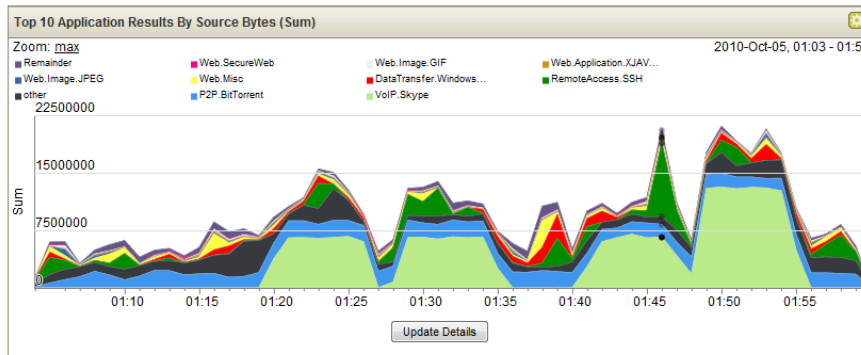 Top 10 Application Results By Source Bytes (Sum)
Zoom: max
2010-Oct-05, 01:03 - 01:5
Remainder Web.SecureWeb Web.Image.GIF Web.Application.XJAV...
Web.Image.JPEG Web.Misc DataTransfer.Windows... RemoteAccess.SSH
other P2P.BitTorrent VoIP.Skype
22500000
15000000
7500000
0
Sum
01:10 01:15 01:20 01:25 01:30 01:35 01:40 01:45 01:50 01:55
Update Details